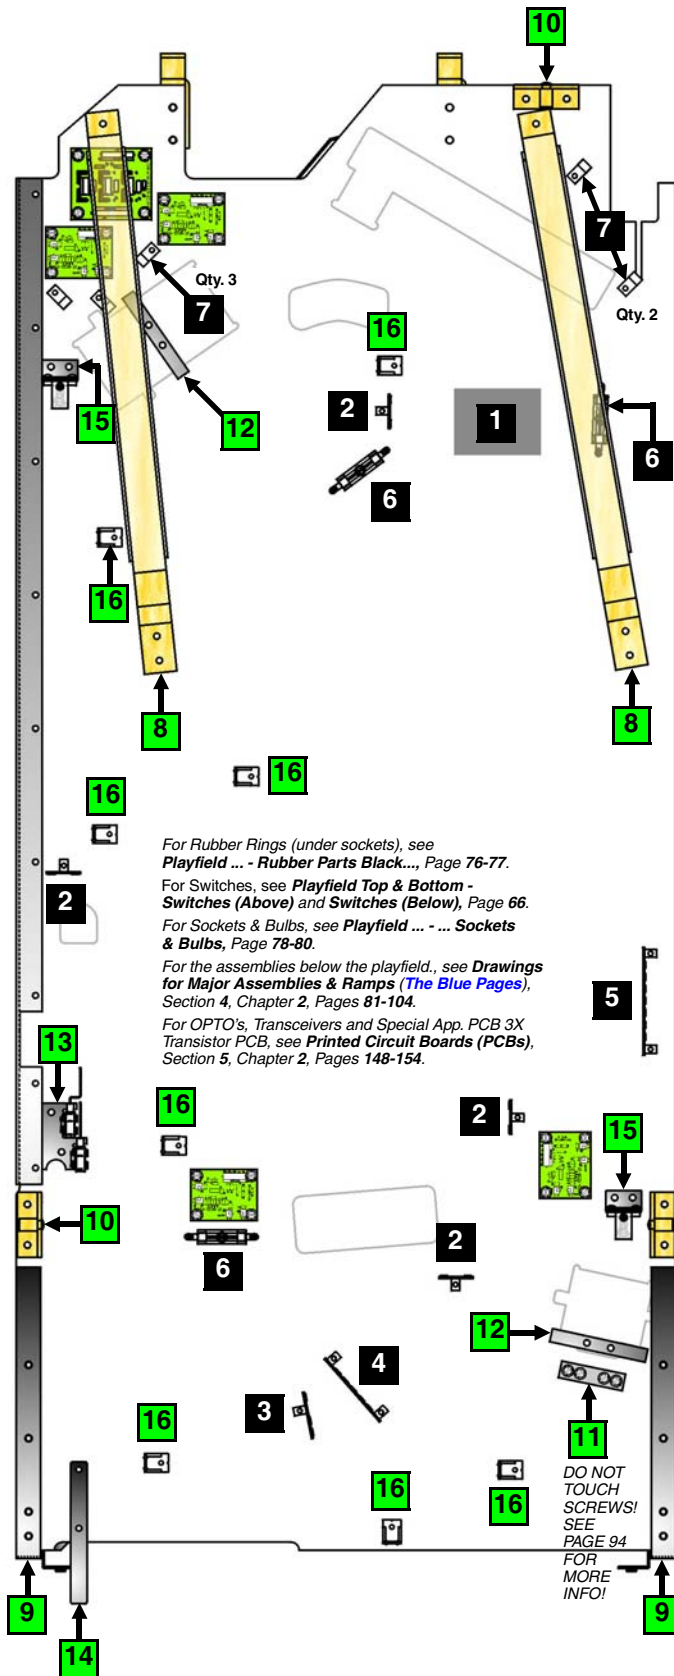 10
7
Qty. 3
7
Qty. 2
16
15
12
2
1
6
6
16
8
8
16
16
2
For Rubber Rings (under sockets), see
Playfield ... - Rubber Parts Black..., Page 76-77.
For Switches, see Playfield Top & Bottom -
Switches (Above) and Switches (Below), Page 66.
For Sockets & Bulbs, see Playfield ... - ... Sockets
& Bulbs, Page 78-80.
For the assemblies below the playfield., see Drawings
for Major Assemblies & Ramps (The Blue Pages),
Section 4, Chapter 2, Pages 81-104.
For OPTO's, Transceivers and Special App. PCB 3X
Transistor PCB, see Printed Circuit Boards (PCBs),
Section 5, Chapter 2, Pages 148-154.
5
13
16
2
15
10
6
2
12
4
3
11
16
16
16
DO NOT
TOUCH
SCREWS!
SEE
PAGE 94
FOR
MORE
INFO!
9
14
9